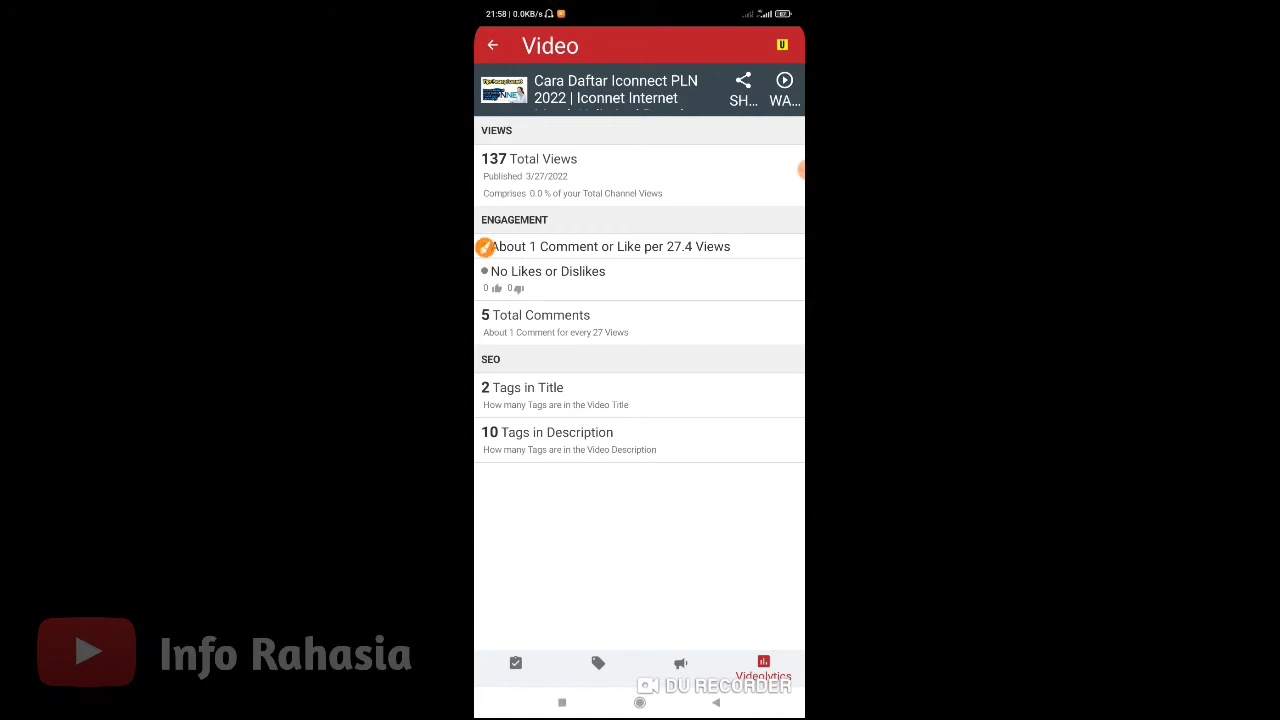 21:58 | 0.0KB/s
Video
U
Cara Daftar Iconnect PLN
2022 | Iconnet Internet
SH...
WA...
VIEWS
137 Total Views
Published 3/27/2022
Comprises 0.0 % of your Total Channel Views
ENGAGEMENT
About 1 Comment or Like per 27.4 Views
No Likes or Dislikes
0 0
5 Total Comments
About 1 Comment for every 27 Views
SEO
2 Tags in Title
How many Tags are in the Video Title
10 Tags in Description
How many Tags are in the Video Description
Videolytics
DU RECORDER
Info Rahasia